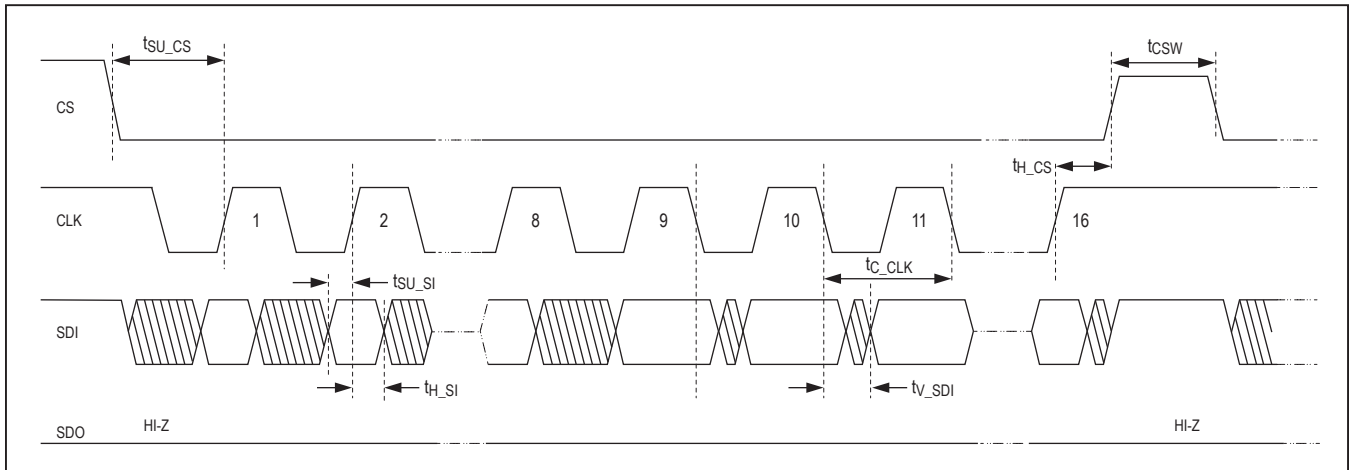 tSU_CS
tCSW
CS
tH_CS
CLK
1
2
8
9
10
11
16
tC_CLK
tSU_SI
SDI
tH_SI
tV_SDI
HI-Z
HI-Z
SDO